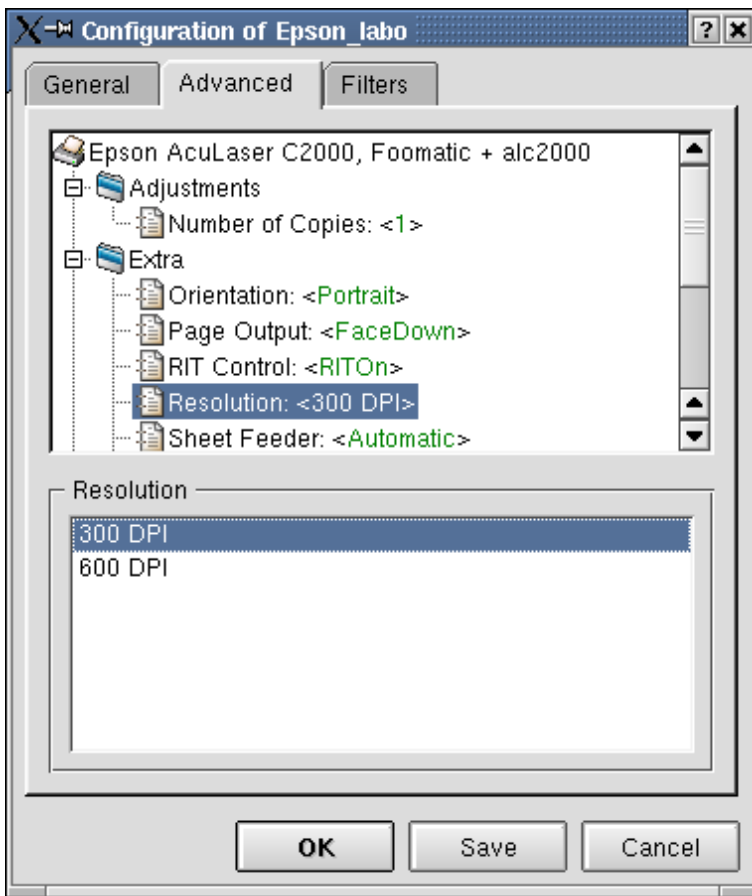 Configuration of Epson_labo
General Advanced Filters
Epson AcuLaser C2000, Foomatic + alc2000
Adjustments
Number of Copies: <1>
Extra
Orientation: <Portrait>
Page Output: <FaceDown>
RIT Control: <RITOn>
Resolution: <300 DPI>
Sheet Feeder: <Automatic>
Resolution
300 DPI
600 DPI
OK Save Cancel